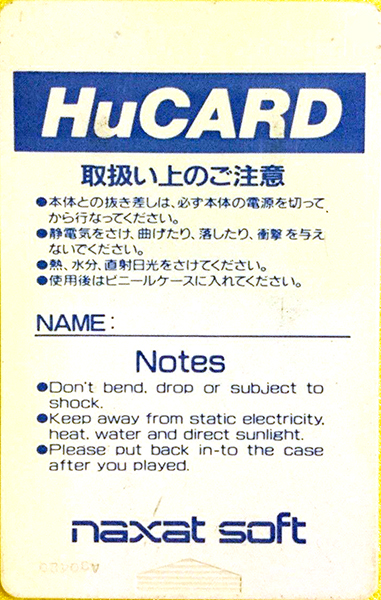 HuCARD
取扱い上のご注意
●本体との抜き差しは、必ず本体の電源を切って
から行なってください。
●静電気をさけ、曲げたり、落したり、衝撃を与え
ないでください。
●熱、水分、直射日光をさけてください。
●使用後はビニールケースに入れてください。
NAME:
Notes
●Don't bend, drop or subject to
shock.
●Keep away from static electricity,
heat, water and direct sunlight.
●Please put back in-to the case
after you played.
naxat soft